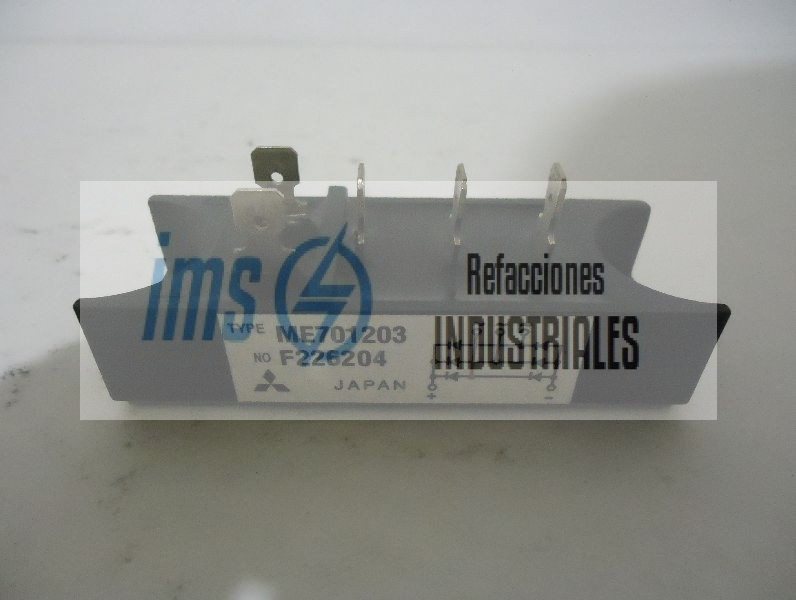 ims
Refacciones
INDUSTRIALES
TYPE ME701203
NO F226204
JAPAN
+ −